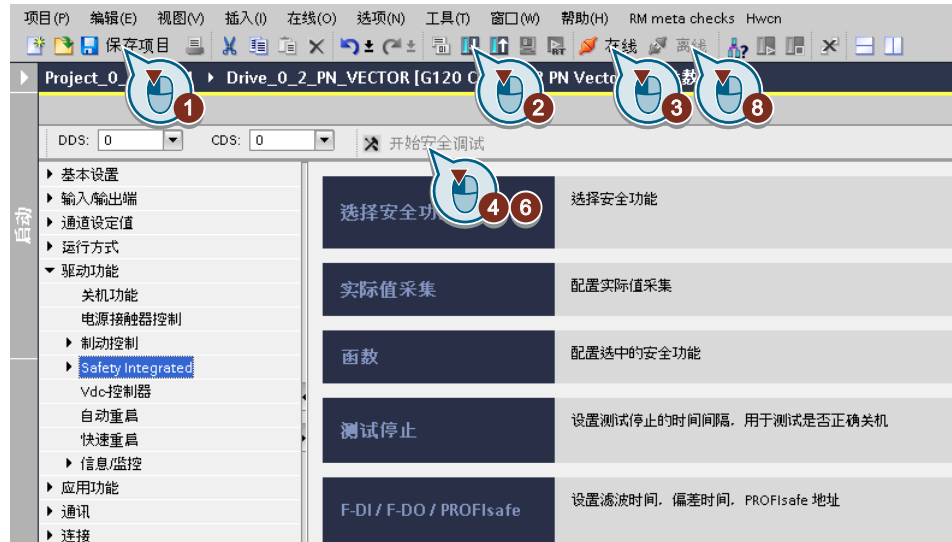 项目(P) 编辑(E) 视图(V) 插入(I) 在线(O) 选项(N) 工具(T) 窗口(W) 帮助(H) RM meta checks Hwcn
保存项目 在线 离线
Project_0_ Drive_0_2_PN_VECTOR [G120 C PN Vecto 数
1 2 3 8
DDS: 0 CDS: 0 开始安全调试
4 6
启动
基本设置
输入/输出端
通道设定值
运行方式
驱动功能
关机功能
电源接触器控制
制动控制
Safety Integrated
Vdc-控制器
自动重启
快速重启
信息/监控
应用功能
通讯
连接
选择安全功 选择安全功能
实际值采集 配置实际值采集
函数 配置选中的安全功能
测试停止 设置测试停止的时间间隔，用于测试是否正确关机
F-DI / F-DO / PROFIsafe 设置滤波时间，偏差时间，PROFIsafe 地址